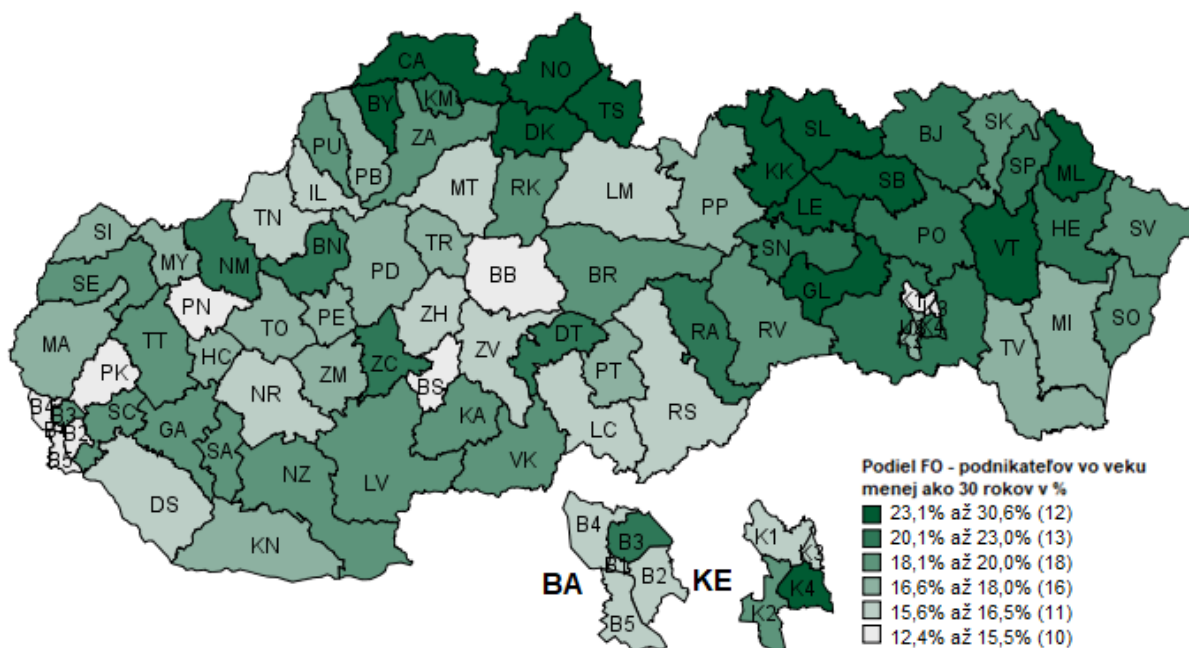 CA
NO
BY
KM
TS
SL
BJ
SK
PU
ZA
DK
SP
ML
PB
KK
SB
IL
MT
RK
LM
PP
LE
TN
HE
SI
BN
TR
SN
PO
SV
MY
NM
PD
BB
BR
VT
SE
GL
PN
PE
ZH
K1
K3
MA
TT
TO
DT
RA
RV
K4
MI
SO
HC
ZM
ZC
ZV
TV
PK
BS
PT
NR
B4
B3
SC
KA
RS
B2
GA
LC
B5
SA
VK
NZ
LV
DS
KN
B4
B3
B1
B2
B5
BA
K1
K3
K4
K2
KE
Podiel FO - podnikateľov vo veku
menej ako 30 rokov v %
23,1% až 30,6% (12)
20,1% až 23,0% (13)
18,1% až 20,0% (18)
16,6% až 18,0% (16)
15,6% až 16,5% (11)
12,4% až 15,5% (10)